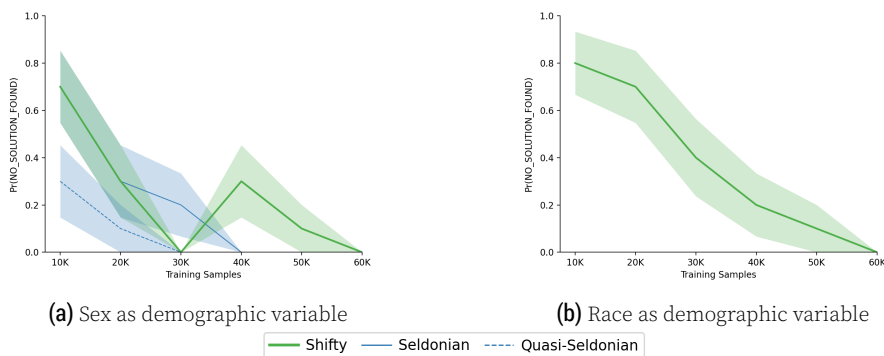 1.0
0.8
0.6
0.4
0.2
0.0
Pr(NO_SOLUTION_FOUND)
10K 20K 30K 40K 50K 60K
Training Samples
(a) Sex as demographic variable
1.0
0.8
0.6
0.4
0.2
0.0
Pr(NO_SOLUTION_FOUND)
10K 20K 30K 40K 50K 60K
Training Samples
(b) Race as demographic variable
Shifty Seldonian Quasi-Seldonian